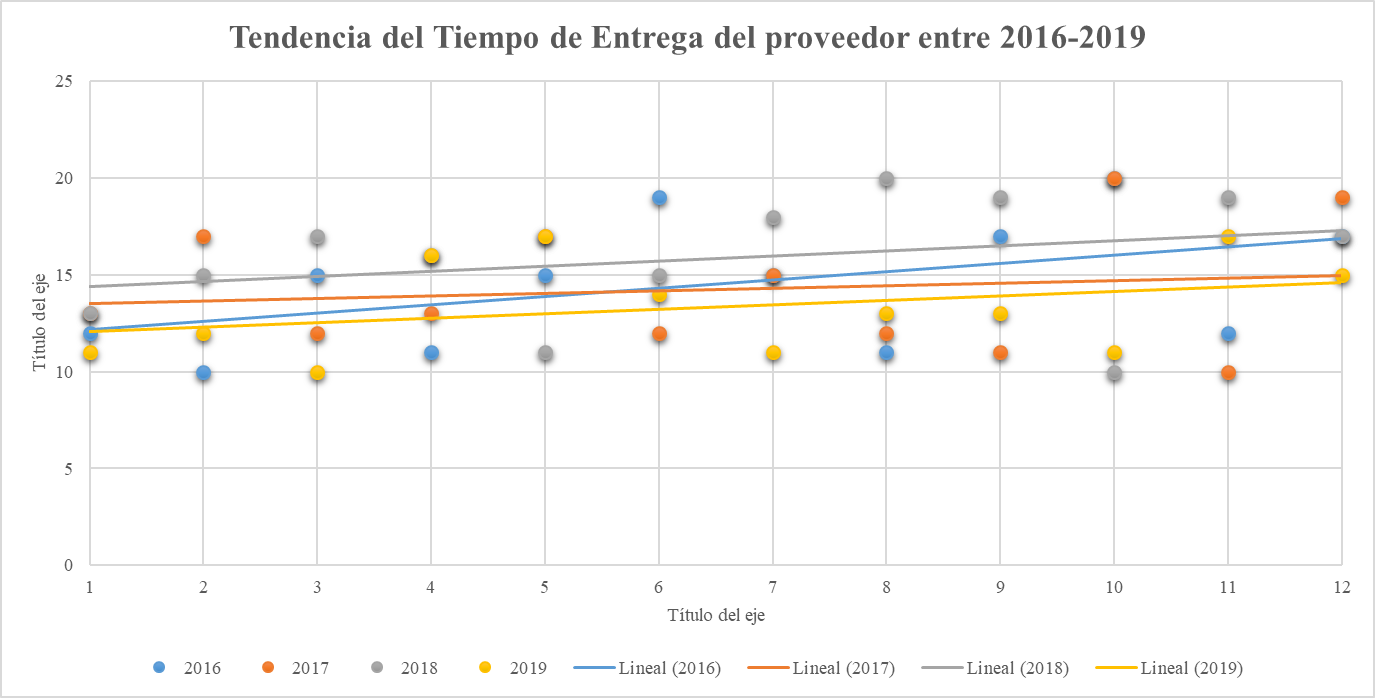 Tendencia del Tiempo de Entrega del proveedor entre 2016-2019
25
20
15
10
5
0
Título del eje
1 2 3 4 5 6 7 8 9 10 11 12
Título del eje
2016 2017 2018 2019 Lineal (2016) Lineal (2017) Lineal (2018) Lineal (2019)